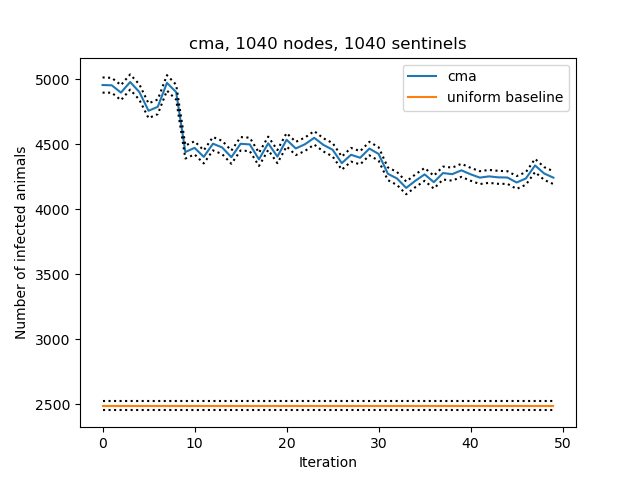 cma, 1040 nodes, 1040 sentinels
cma
uniform baseline
Number of infected animals
5000
4500
4000
3500
3000
2500
0 10 20 30 40 50
Iteration